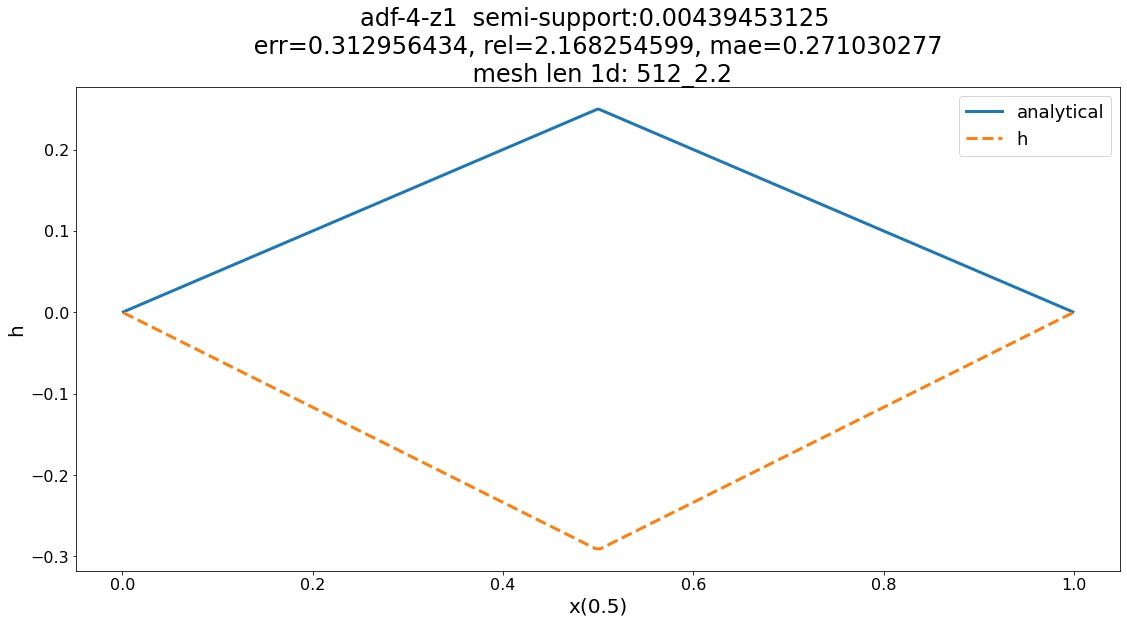 adf-4-z1 semi-support:0.00439453125
err=0.312956434, rel=2.168254599, mae=0.271030277
mesh len 1d: 512_2.2
analytical
h
0.2
0.1
0.0
−0.1
−0.2
−0.3
h
0.0
0.2
0.4
0.6
0.8
1.0
x(0.5)